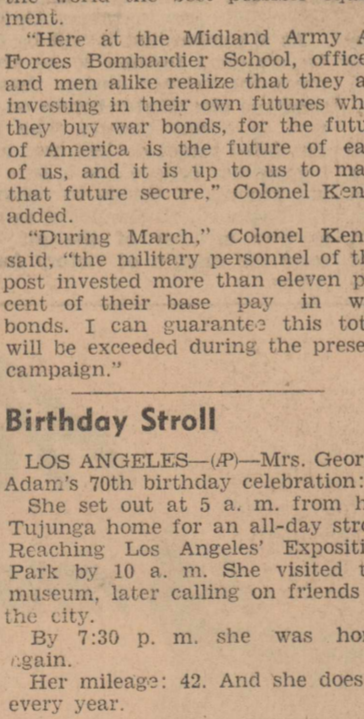 ment.
"Here at the Midland Army A
Forces Bombardier School, office
and men alike realize that they a
investing in their own futures wh
they buy war bonds, for the futu
of America is the future of ea
of us, and it is up to us to ma
that future secure," Colonel Ken
added.
"During March," Colonel Ken
said, "the military personnel of th
post invested more than eleven p
cent of their base pay in w
bonds. I can guarantee this tot
will be exceeded during the prese
campaign."
Birthday Stroll
LOS ANGELES—(AP)—Mrs. Geor
Adam's 70th birthday celebration:
She set out at 5 a. m. from h
Tujunga home for an all-day stro
Reaching Los Angeles' Expositi
Park by 10 a. m. She visited t
museum, later calling on friends
the city.
By 7:30 p. m. she was ho
again.
Her mileage: 42. And she does
every year.